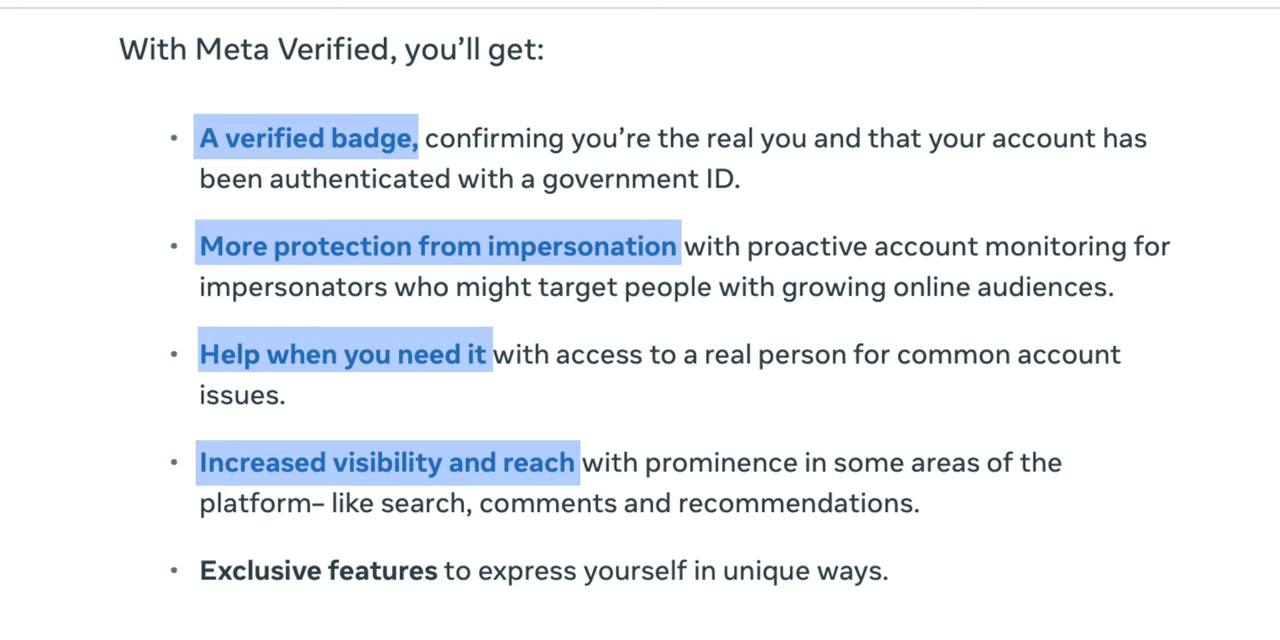 With Meta Verified, you’ll get:
• A verified badge, confirming you’re the real you and that your account has
been authenticated with a government ID.
• More protection from impersonation with proactive account monitoring for
impersonators who might target people with growing online audiences.
• Help when you need it with access to a real person for common account
issues.
• Increased visibility and reach with prominence in some areas of the
platform– like search, comments and recommendations.
• Exclusive features to express yourself in unique ways.